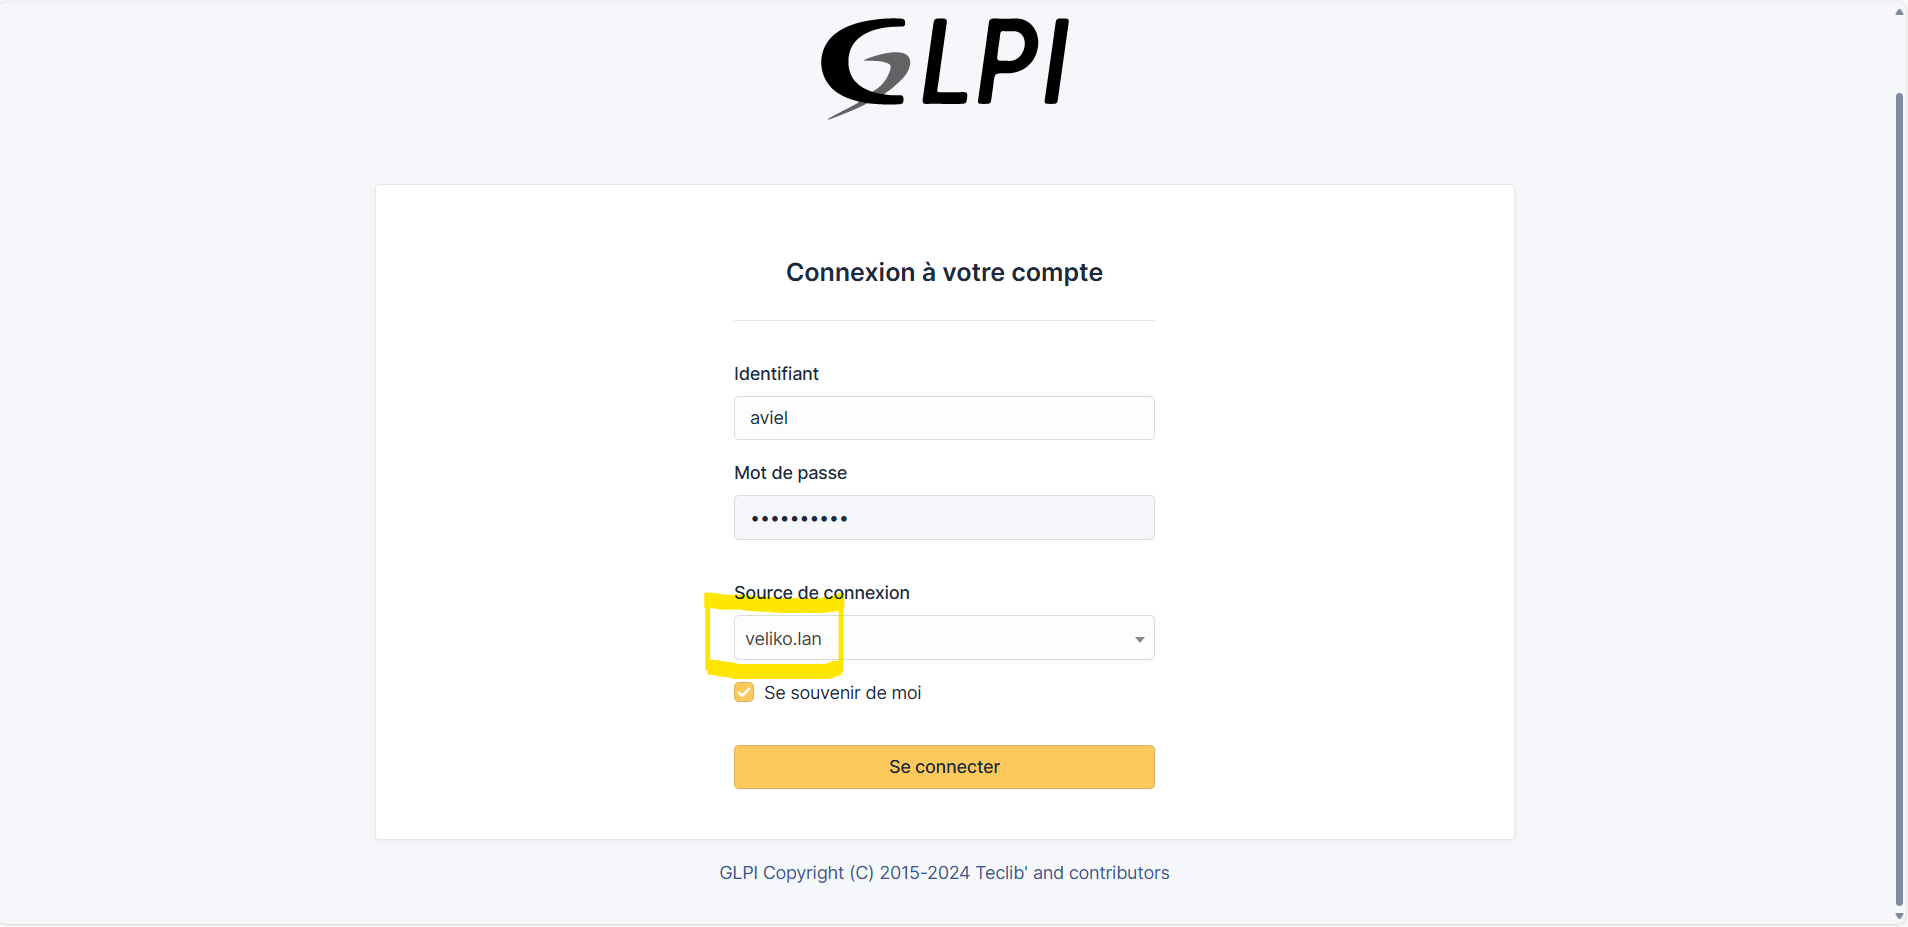 GLPI
Connexion à votre compte
Identifiant
aviel
Mot de passe
••••••••••
Source de connexion
veliko.lan
Se souvenir de moi
Se connecter
GLPI Copyright (C) 2015-2024 Teclib' and contributors